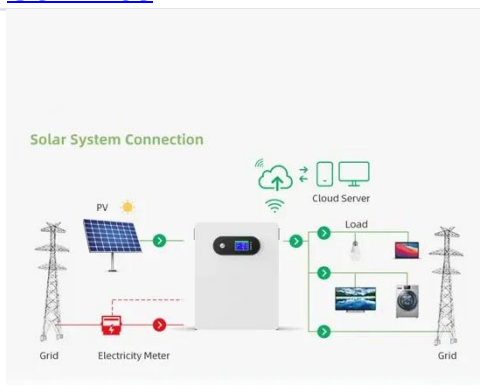 Solar System Connection
Cloud Server
PV
Load
Grid
Electricity Meter
Grid